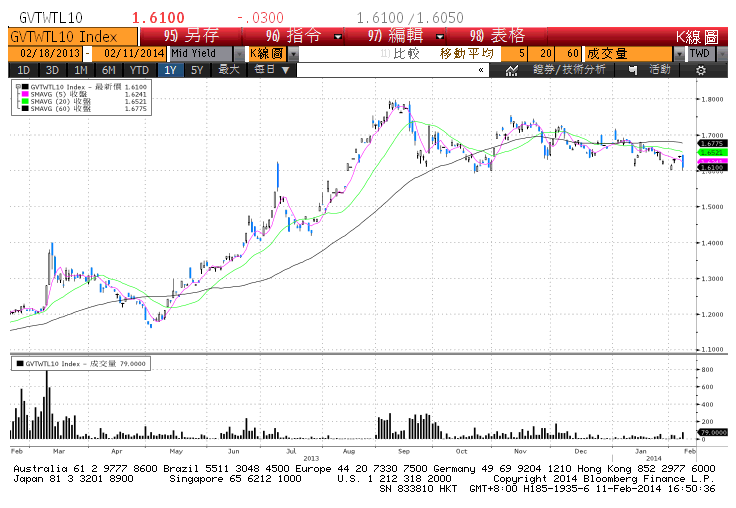 GVTWTL10 1.6100 -.0300 1.6100 / 1.6050
GVTWTL10 Index 95) 另存 96) 指令 97) 編輯 98) 表格 K線圖
02/18/2013 - 02/11/2014 Mid Yield K線圖 比較 移動平均 5 20 60 成交量 TWD
1D 3D 1M 6M YTD 1Y 5Y 最大 每日 ▼ « 證券/技術分析 活動
GVTWTL10 Index - 最新價 1.6100
SMAVG (5) 收盤 1.6241
SMAVG (20) 收盤 1.6521
SMAVG (60) 收盤 1.6775
1.8000
1.7000
1.6775
1.6521
1.6100
1.6000
1.5000
1.4000
1.3000
1.2000
1.1000
GVTWTL10 Index - 成交量 79.0000
800
600
400
200
79.0000
0
Feb Mar Apr May Jun Jul Aug Sep Oct Nov Dec Jan Feb
2013 2014
Australia 61 2 9777 8600 Brazil 5511 3048 4500 Europe 44 20 7330 7500 Germany 49 69 9204 1210 Hong Kong 852 2977 6000
Japan 81 3 3201 8900 Singapore 65 6212 1000 U.S. 1 212 318 2000 Copyright 2014 Bloomberg Finance L.P.
SN 833810 HKT GMT+8:00 H185-1935-6 11-Feb-2014 16:50:36